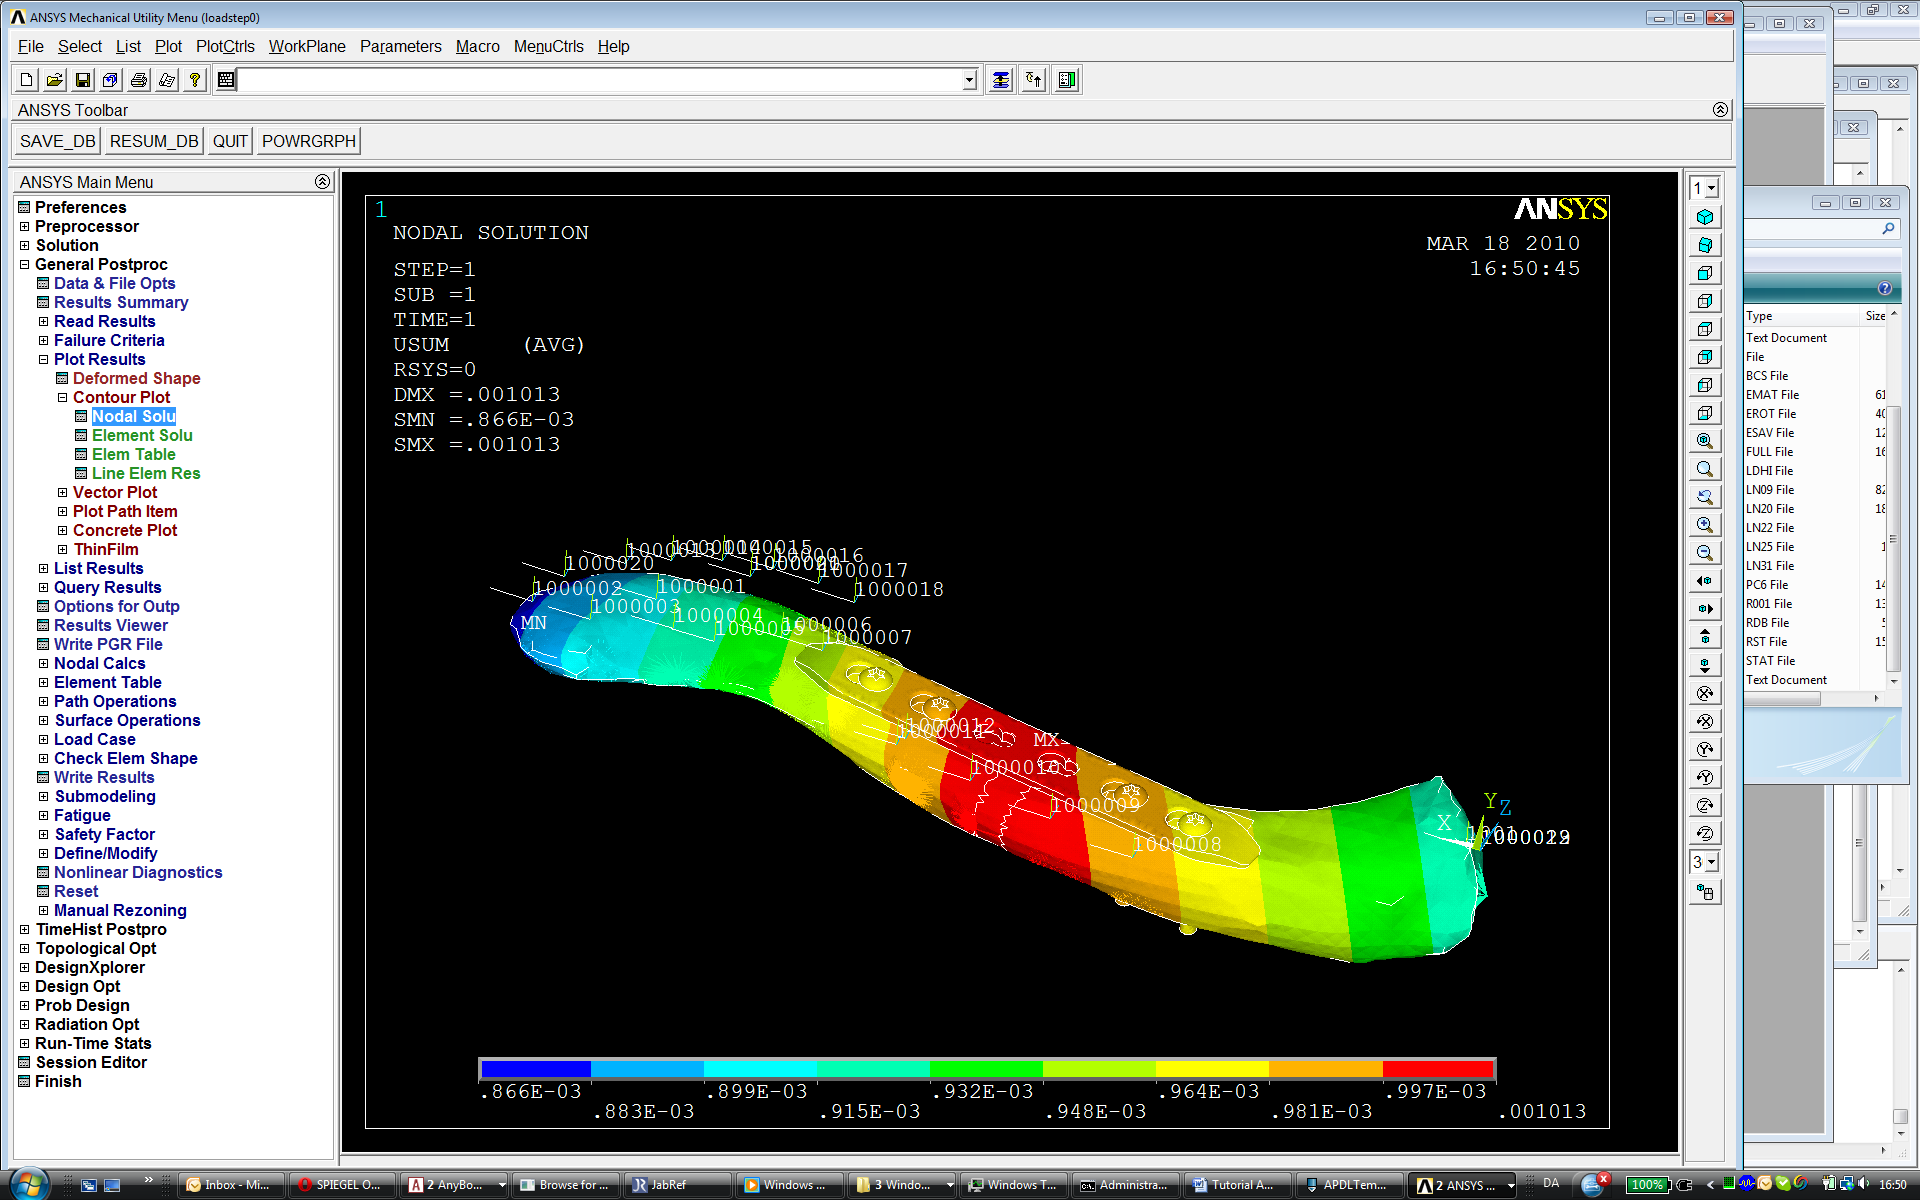 ANSYS Mechanical Utility Menu (loadstep0)
File Select List Plot PlotCtrls WorkPlane Parameters Macro MenuCtrls Help
ANSYS Toolbar
SAVE_DB RESUM_DB QUIT POWRGRPH
ANSYS Main Menu
Preferences
Preprocessor
Solution
General Postproc
Data & File Opts
Results Summary
Read Results
Failure Criteria
Plot Results
Deformed Shape
Contour Plot
Nodal Solu
Element Solu
Elem Table
Line Elem Res
Vector Plot
Plot Path Item
Concrete Plot
ThinFilm
List Results
Query Results
Options for Outp
Results Viewer
Write PGR File
Nodal Calcs
Element Table
Path Operations
Surface Operations
Load Case
Check Elem Shape
Write Results
Submodeling
Fatigue
Safety Factor
Define/Modify
Nonlinear Diagnostics
Reset
Manual Rezoning
TimeHist Postpro
Topological Opt
DesignXplorer
Design Opt
Prob Design
Radiation Opt
Run-Time Stats
Session Editor
Finish
1
ANSYS
NODAL SOLUTION
MAR 18 2010
16:50:45
STEP=1
SUB =1
TIME=1
USUM (AVG)
RSYS=0
DMX =.001013
SMN =.866E-03
SMX =.001013
1000013
1000015
1000016
1000020
1000017
1000018
1000002
1000001
1000003
1000004
1000006
1000007
MN
1000012
1000011
MX
1000010
1000009
1000008
Y
Z
X
.866E-03 .899E-03 .932E-03 .964E-03 .997E-03
.883E-03 .915E-03 .948E-03 .981E-03 .001013
1
3
Type Size
Text Document
File
BCS File
EMAT File 61
EROT File 40
ESAV File 12
FULL File 16
LDHI File
LN09 File 82
LN20 File 18
LN22 File
LN25 File 1
LN31 File
PC6 File 14
R001 File 13
RDB File 5
RST File 15
STAT File
Text Document
Inbox - Mi... SPIEGEL O... 2 AnyBo... Browse for ... JabRef Windows ... 3 Windo... Windows T... Administra... Tutorial A... APDLTem... 2 ANSYS ... DA 100% 16:50